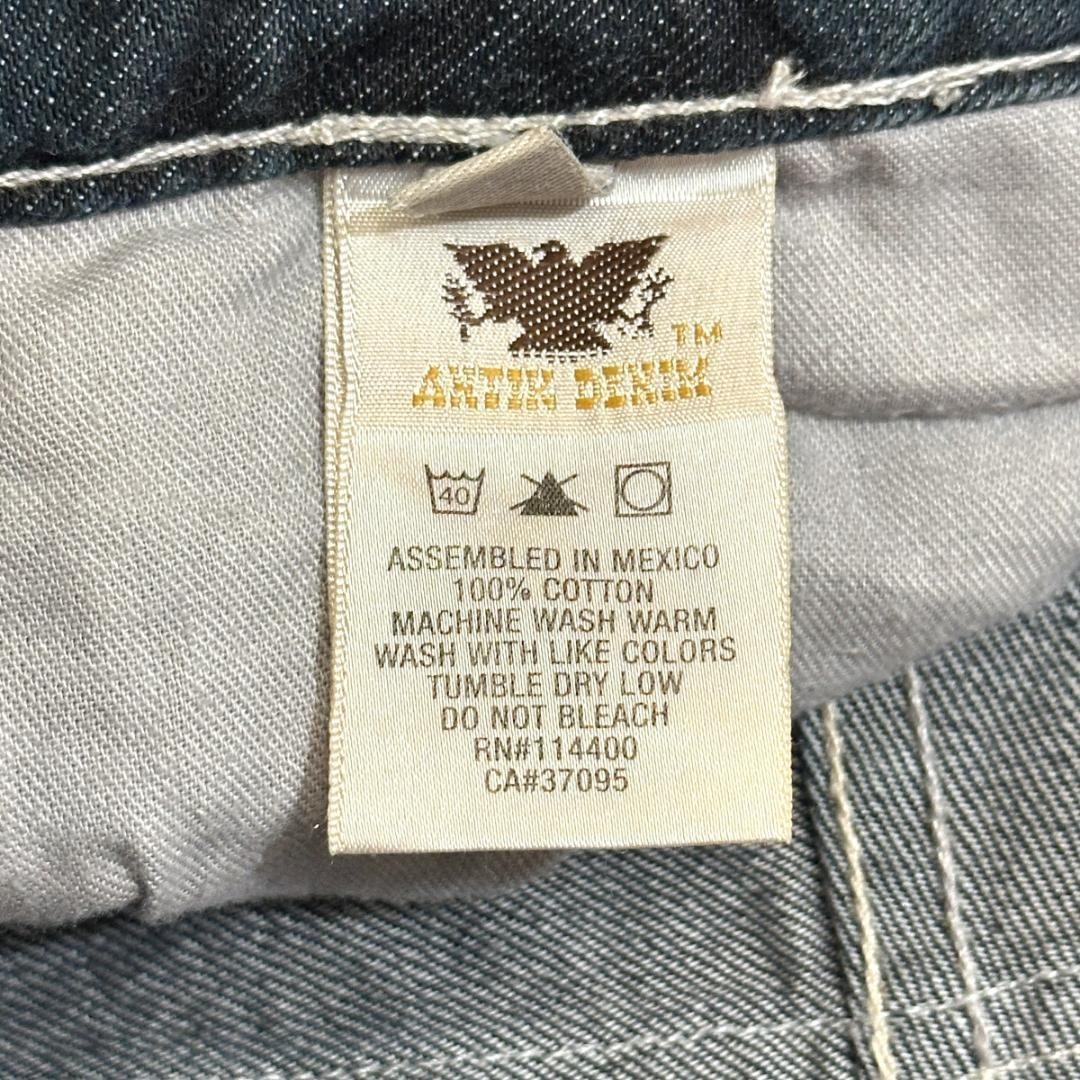 TM
ANTIK DENIM
40
ASSEMBLED IN MEXICO
100% COTTON
MACHINE WASH WARM
WASH WITH LIKE COLORS
TUMBLE DRY LOW
DO NOT BLEACH
RN#114400
CA#37095